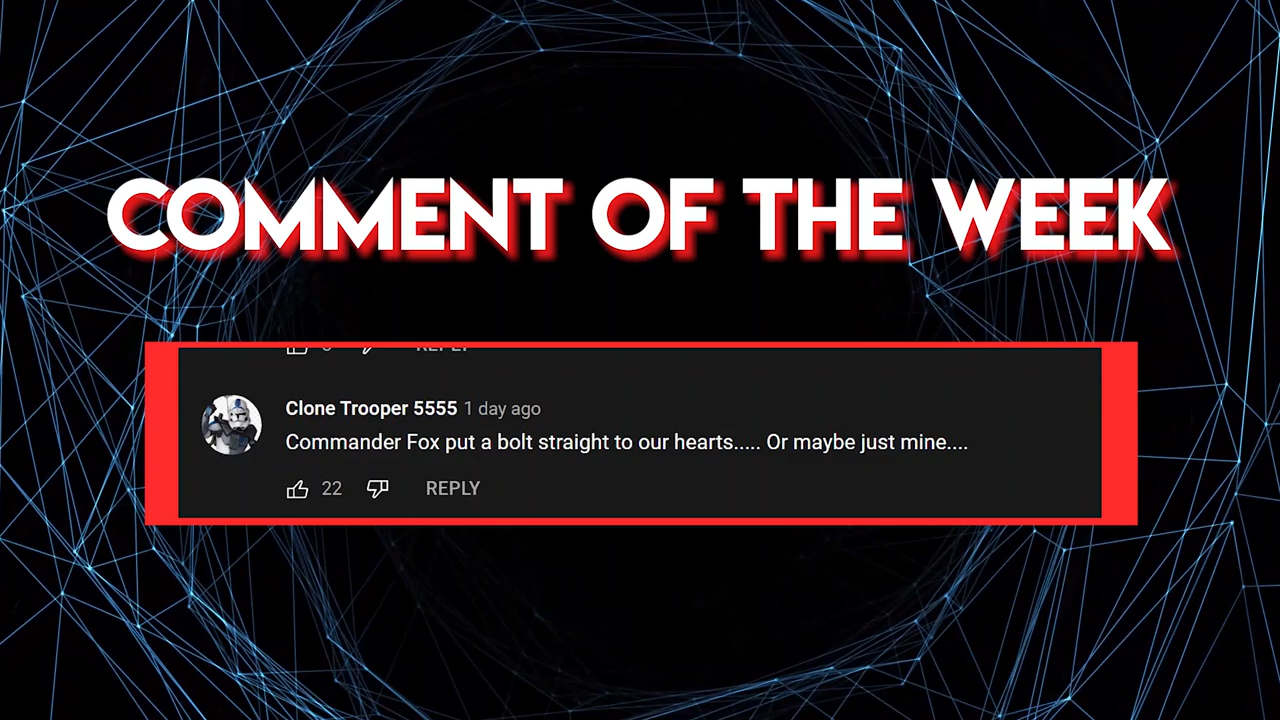 COMMENT OF THE WEEK
REPLY
Clone Trooper 5555 1 day ago
Commander Fox put a bolt straight to our hearts..... Or maybe just mine....
22 REPLY